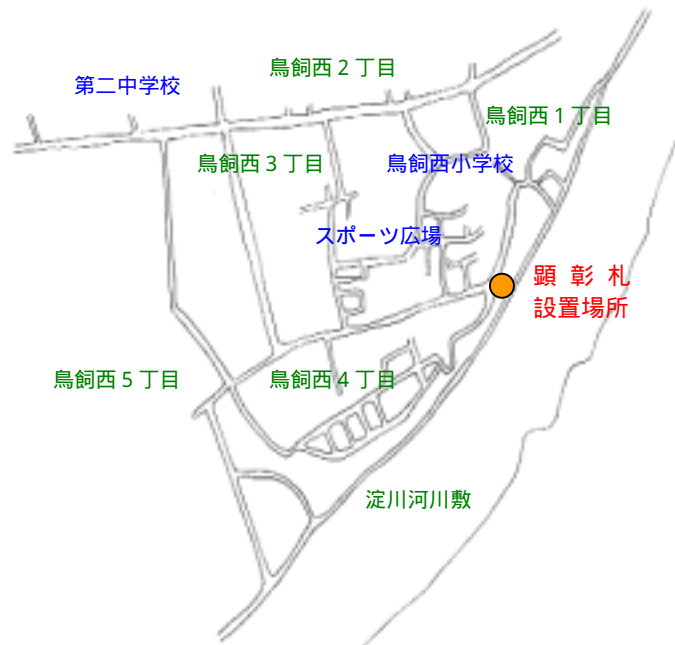 鳥飼西２丁目
第二中学校
鳥飼西１丁目
鳥飼西３丁目
鳥飼西小学校
スポーツ広場
顕 彰 札
設置場所
鳥飼西５丁目
鳥飼西４丁目
淀川河川敷